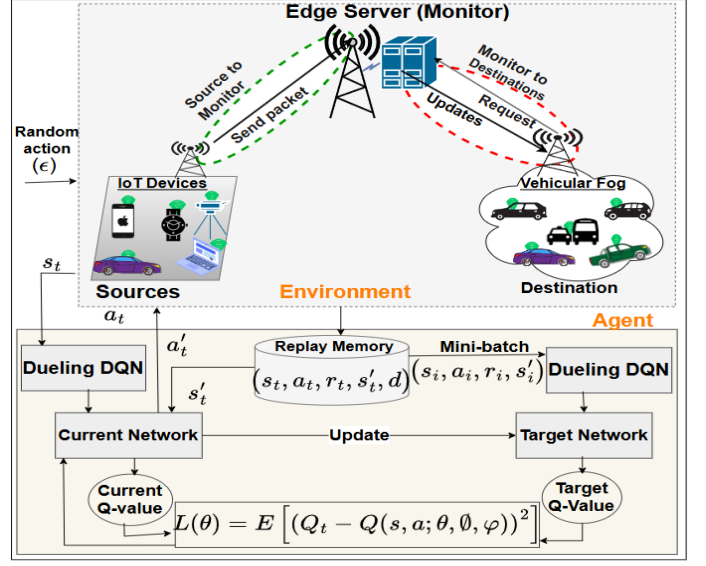 Edge Server (Monitor)
Source to
Monitor
Send packet
Monitor to
Destinations
Request
Updates
Random
action
(ϵ)
IoT Devices
Vehicular Fog
s_t
Sources
Environment
Destination
a_t
Agent
a'_t
Dueling DQN
Replay Memory
(s_t, a_t, r_t, s'_t, d)
Mini-batch
(s_i, a_i, r_i, s'_i)
Dueling DQN
s'_t
Current Network
Update
Target Network
Current
Q-value
Target
Q-Value
L(θ) = E [(Q_t − Q(s, a; θ, ∅, φ))^2]